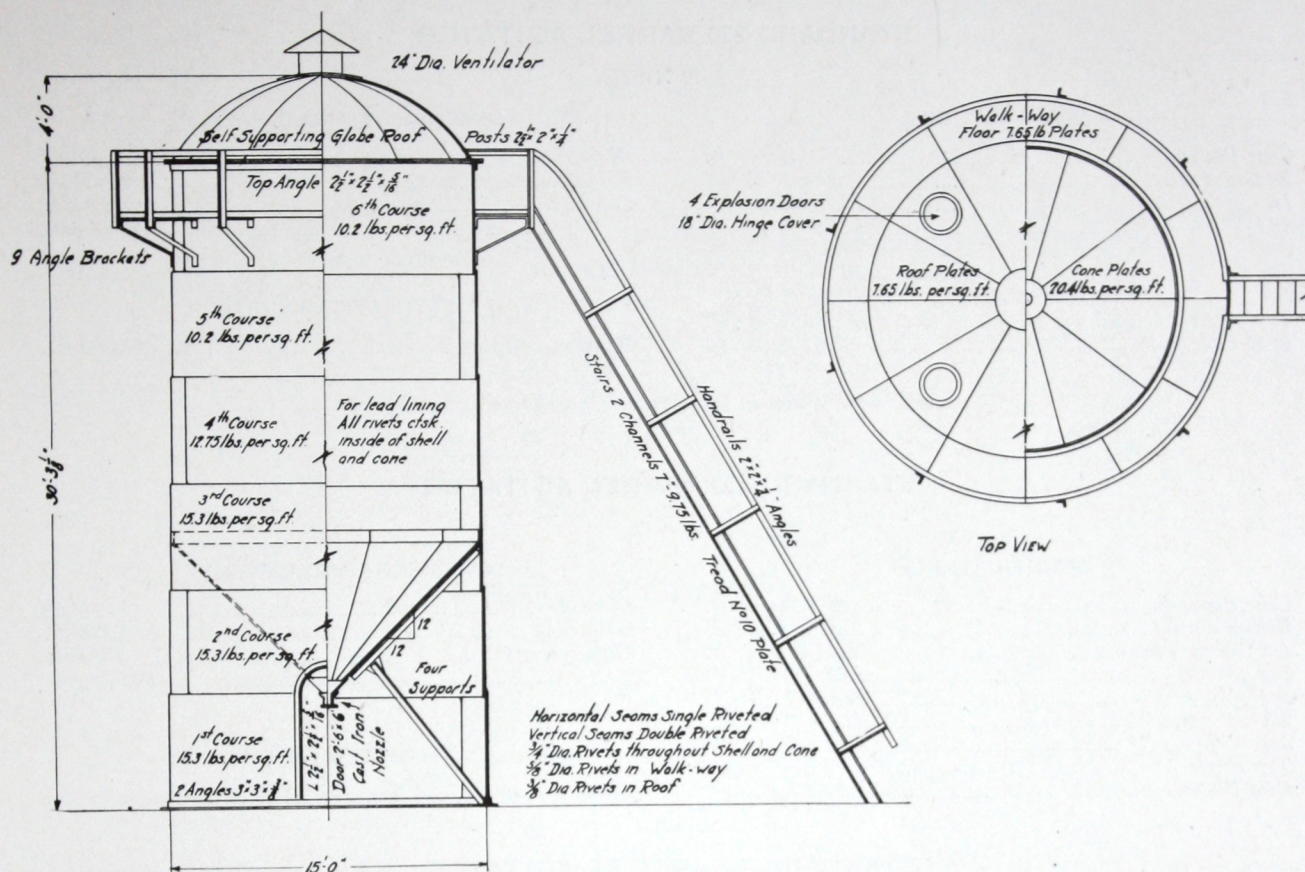 24" Dia. Ventilator
4'-0"
Self Supporting Globe Roof
Posts 2½" × 2" × ¼"
Top Angle 2½" × 2½" × 5/16"
6th Course
10.2 lbs. per sq. ft.
9 Angle Brackets
5th Course
10.2 lbs. per sq. ft.
4th Course
12.75 lbs. per sq. ft.
For lead lining
All rivets ctsk.
inside of shell
and cone
30'-3⅛"
3rd Course
15.3 lbs. per sq. ft.
2nd Course
15.3 lbs. per sq. ft.
12
12
Four
Supports
1st Course
15.3 lbs. per sq. ft.
2 Angles 3" × 3" × ⅜"
L 2½" × 2½" × 5/16"
Door 2'-6" × 6'
Cast Iron
Nozzle
15'-0"
Stairs 2 Channels 7" 9.75 lbs. Tread No 10 Plate
Handrails 2" × 2" × ¼" Angles
Horizontal Seams Single Riveted
Vertical Seams Double Riveted
¾" Dia. Rivets throughout Shell and Cone
⅝" Dia. Rivets in Walk-way
⅜" Dia Rivets in Roof
Walk-Way
Floor 7.65 lb Plates
4 Explosion Doors
18" Dia. Hinge Cover
Roof Plates
7.65 lbs. per sq. ft.
Cone Plates
20.4 lbs. per sq. ft.
Top View